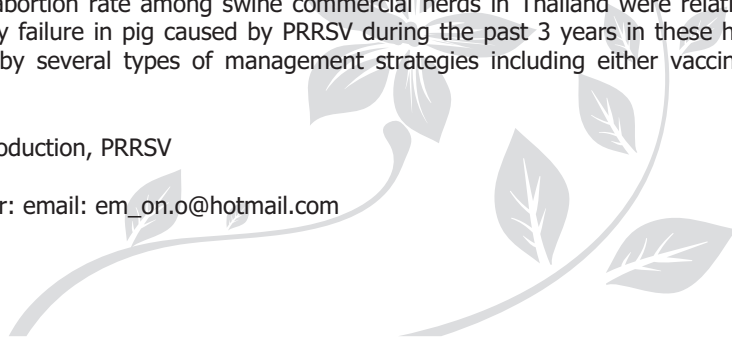 abortion rate among swine commercial herds in Thailand were relati
y failure in pig caused by PRRSV during the past 3 years in these h
by several types of management strategies including either vaccin
oduction, PRRSV
r: email: em_on.o@hotmail.com